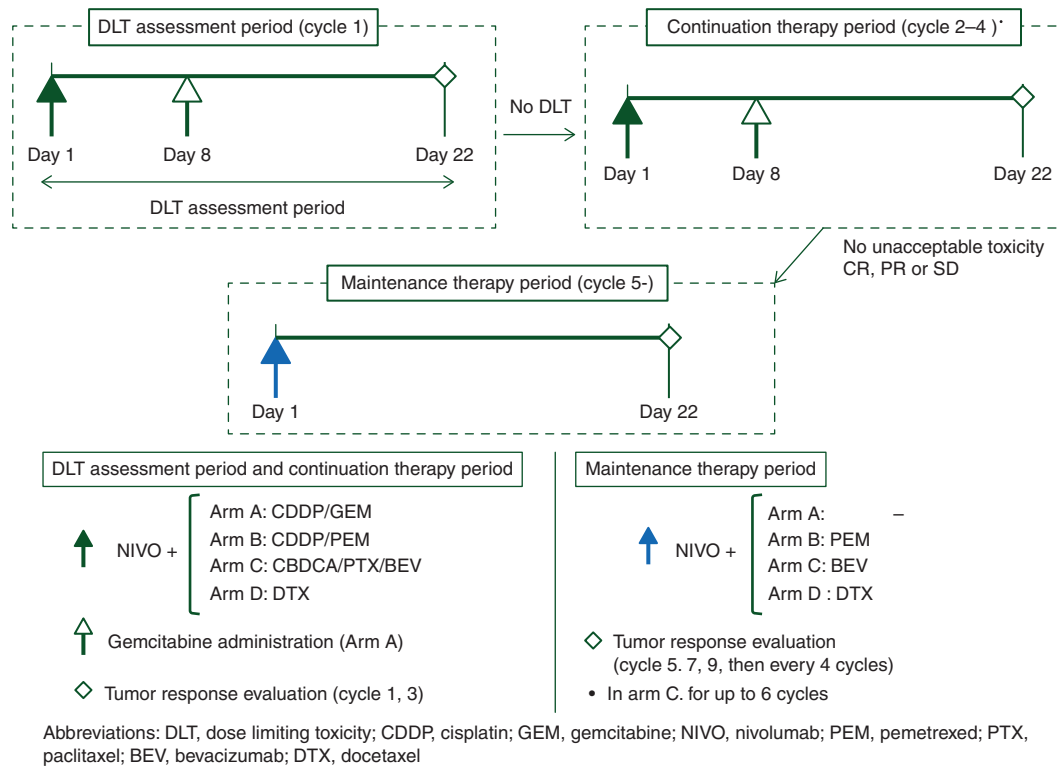 DLT assessment period (cycle 1)
Day 1
Day 8
Day 22
DLT assessment period
No DLT
Continuation therapy period (cycle 2–4 )*
Day 1
Day 8
Day 22
No unacceptable toxicity
CR, PR or SD
Maintenance therapy period (cycle 5-)
Day 1
Day 22
DLT assessment period and continuation therapy period
NIVO +
Arm A: CDDP/GEM
Arm B: CDDP/PEM
Arm C: CBDCA/PTX/BEV
Arm D: DTX
Gemcitabine administration (Arm A)
Tumor response evaluation (cycle 1, 3)
Maintenance therapy period
NIVO +
Arm A: –
Arm B: PEM
Arm C: BEV
Arm D : DTX
Tumor response evaluation
(cycle 5. 7, 9, then every 4 cycles)
• In arm C. for up to 6 cycles
Abbreviations: DLT, dose limiting toxicity; CDDP, cisplatin; GEM, gemcitabine; NIVO, nivolumab; PEM, pemetrexed; PTX,
paclitaxel; BEV, bevacizumab; DTX, docetaxel